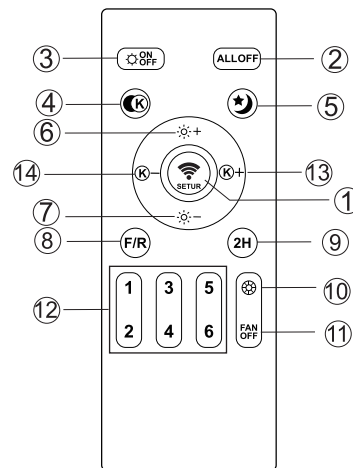 ③ ON OFF ALLOFF ②
④ K ⑤
⑥ +
⑭ K− K+ ⑬
SETUR ①
⑦ −
⑧ F/R 2H ⑨
1 3 5 ⑩
⑫ 2 4 6 FAN OFF ⑪